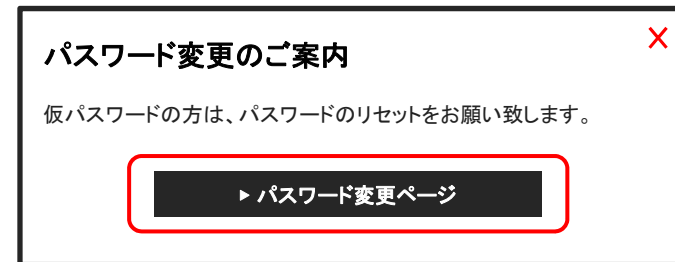 パスワード変更のご案内
仮パスワードの方は、パスワードのリセットをお願い致します。
▶ パスワード変更ページ